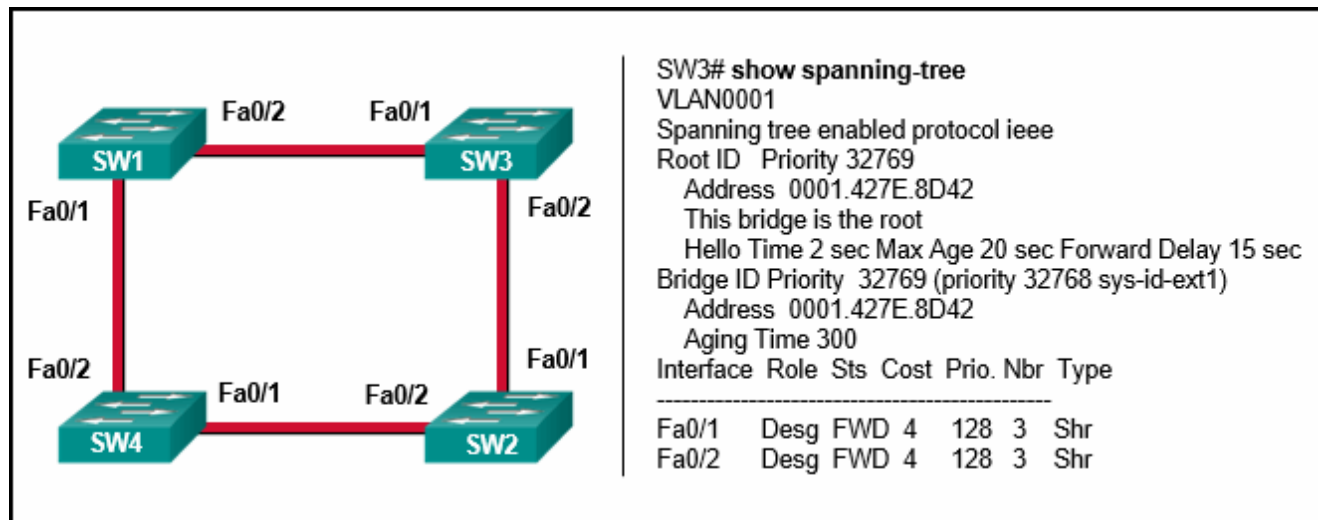 Fa0/2
Fa0/1
SW1
SW3
Fa0/1
Fa0/2
Fa0/2
Fa0/1
Fa0/1
Fa0/2
SW4
SW2
SW3# show spanning-tree
VLAN0001
Spanning tree enabled protocol ieee
Root ID Priority 32769
Address 0001.427E.8D42
This bridge is the root
Hello Time 2 sec Max Age 20 sec Forward Delay 15 sec
Bridge ID Priority 32769 (priority 32768 sys-id-ext1)
Address 0001.427E.8D42
Aging Time 300
Interface Role Sts Cost Prio. Nbr Type
-----------------------------------------------
Fa0/1 Desg FWD 4 128 3 Shr
Fa0/2 Desg FWD 4 128 3 Shr